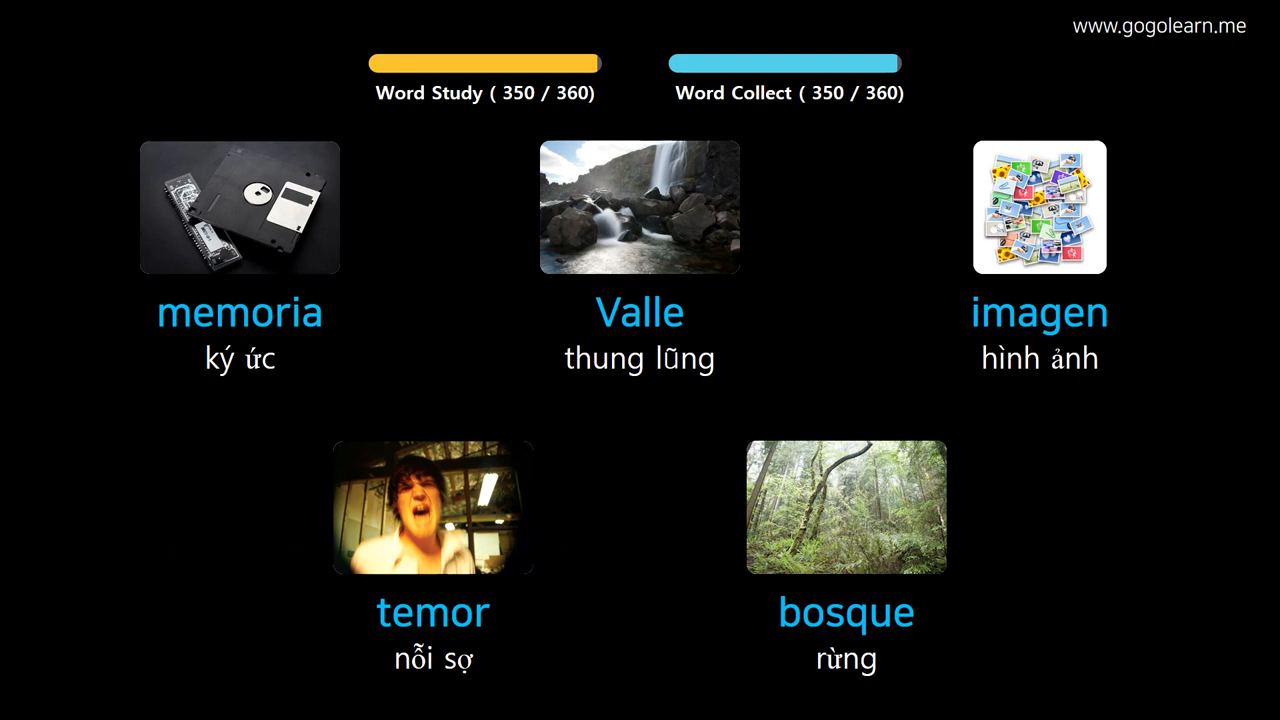 www.gogolearn.me
Word Study ( 350 / 360)
Word Collect ( 350 / 360)
memoria
ký ức
Valle
thung lũng
imagen
hình ảnh
temor
nỗi sợ
bosque
rừng